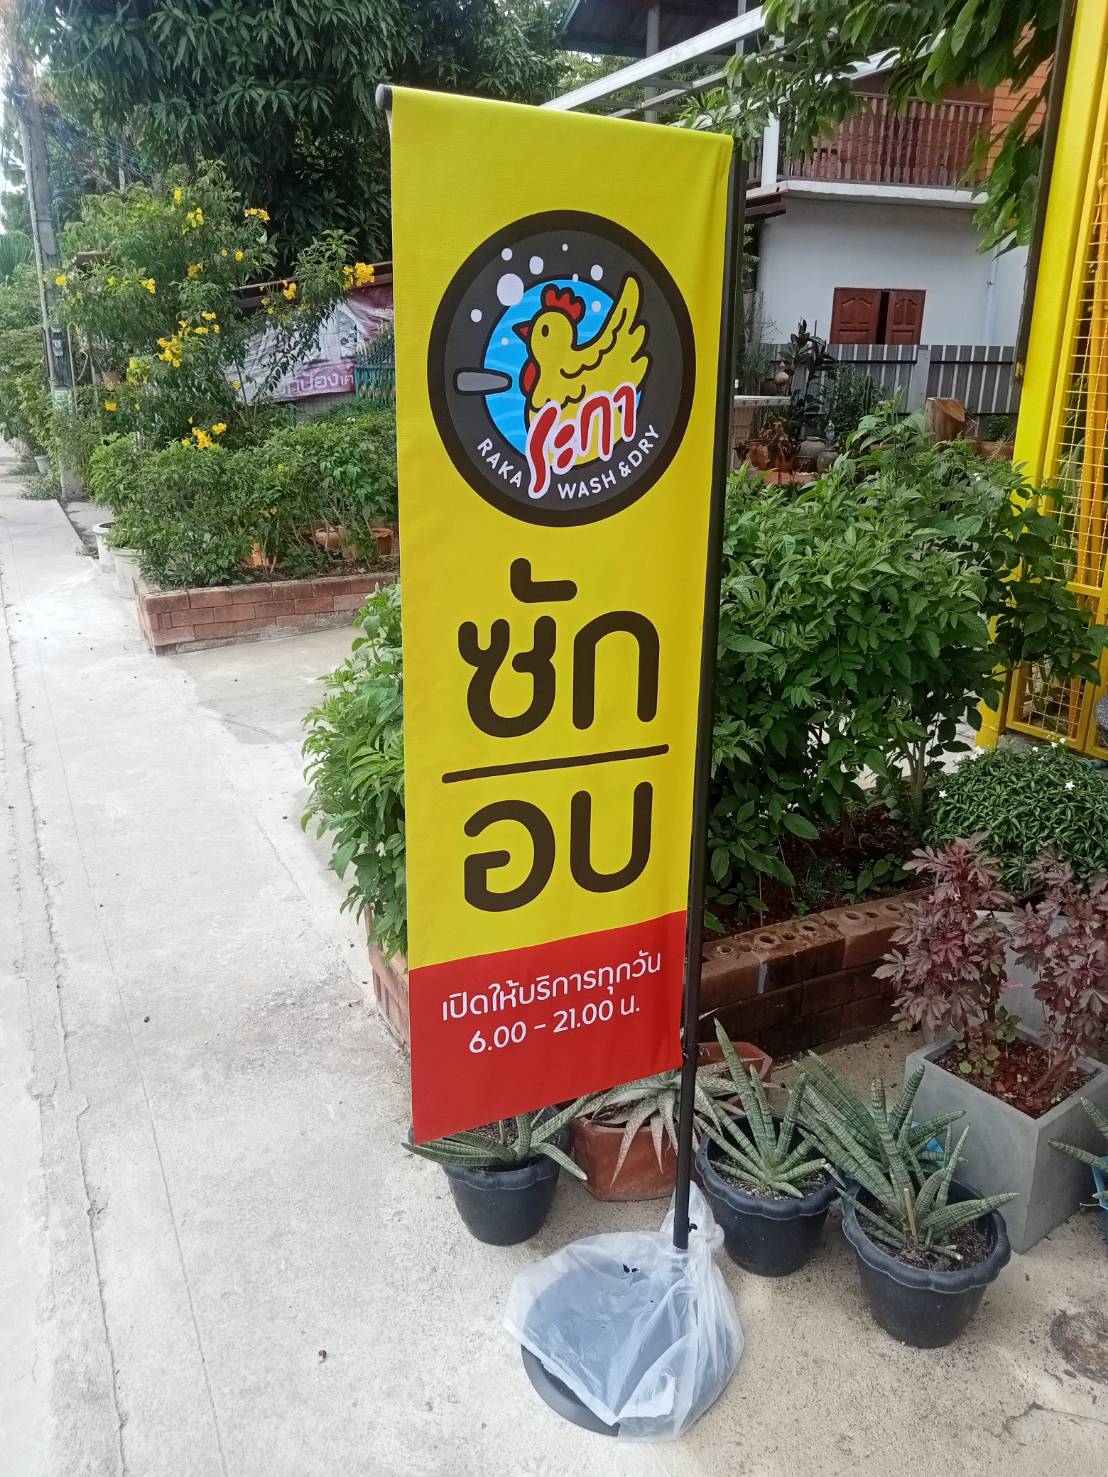 ระกา
RAKA WASH & DRY
ซัก
อบ
เปิดให้บริการทุกวัน
6.00 - 21.00 น.